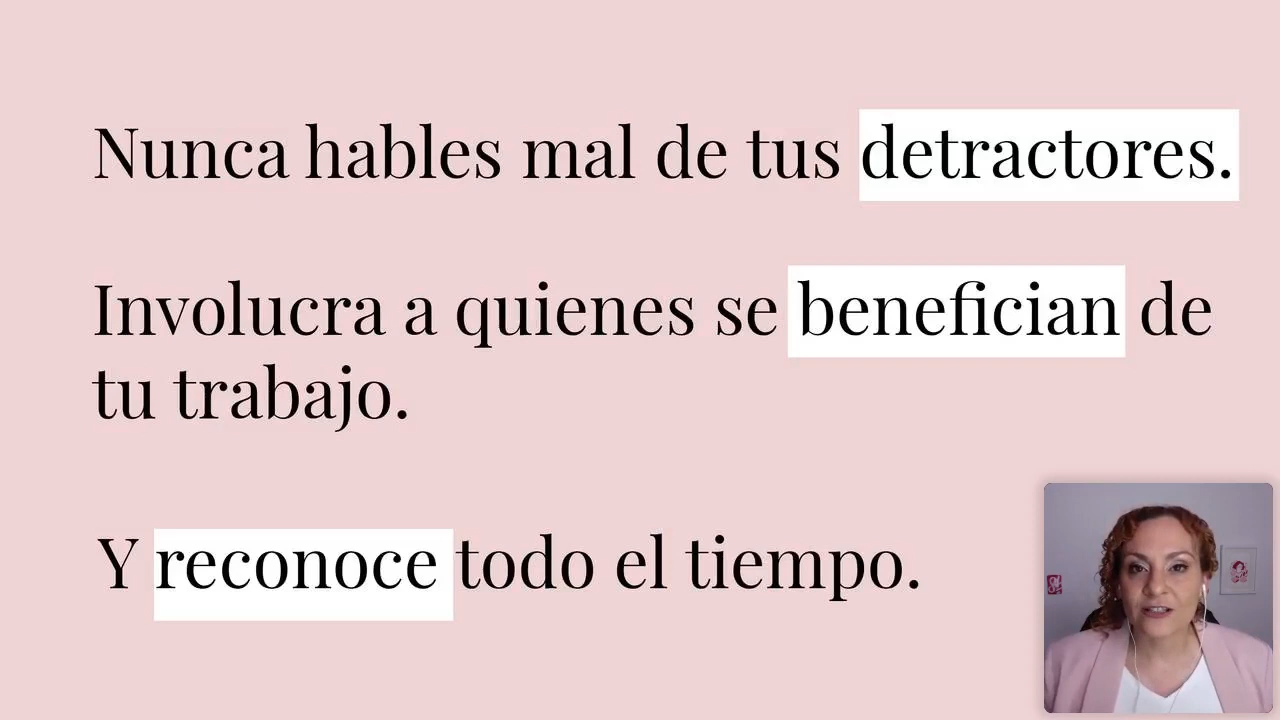 Nunca hables mal de tus detractores.
Involucra a quienes se benefician de
tu trabajo.
Y reconoce todo el tiempo.